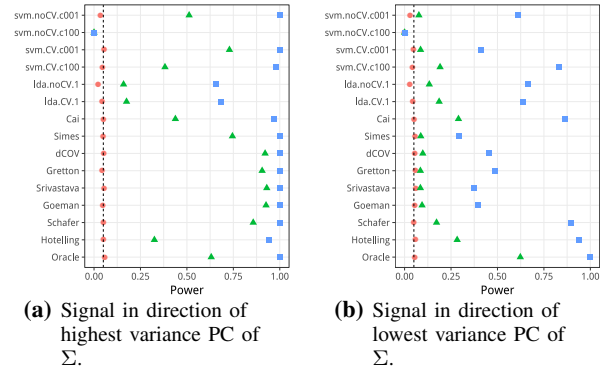 svm.noCV.c001
svm.noCV.c100
svm.CV.c001
svm.CV.c100
lda.noCV.1
lda.CV.1
Cai
Simes
dCOV
Gretton
Srivastava
Goeman
Schafer
Hotelling
Oracle
0.00 0.25 0.50 0.75 1.00
Power
(a) Signal in direction of
highest variance PC of
Σ.
svm.noCV.c001
svm.noCV.c100
svm.CV.c001
svm.CV.c100
lda.noCV.1
lda.CV.1
Cai
Simes
dCOV
Gretton
Srivastava
Goeman
Schafer
Hotelling
Oracle
0.00 0.25 0.50 0.75 1.00
Power
(b) Signal in direction of
lowest variance PC of
Σ.